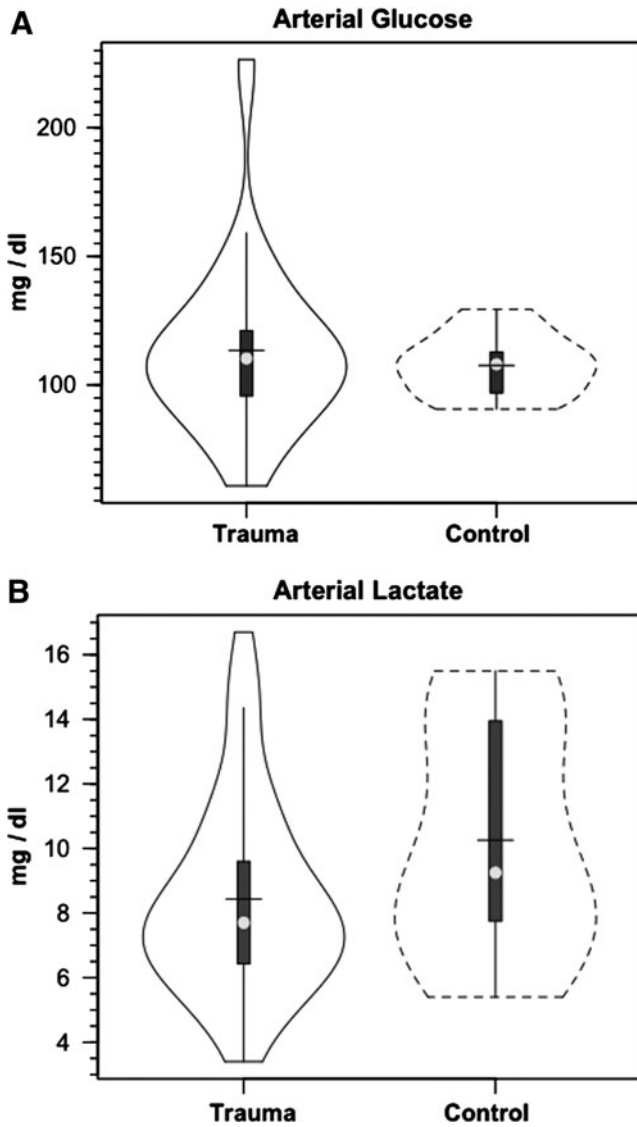 A
Arterial Glucose
mg / dl
200
150
100
Trauma Control
B
Arterial Lactate
mg / dl
16
14
12
10
8
6
4
Trauma Control